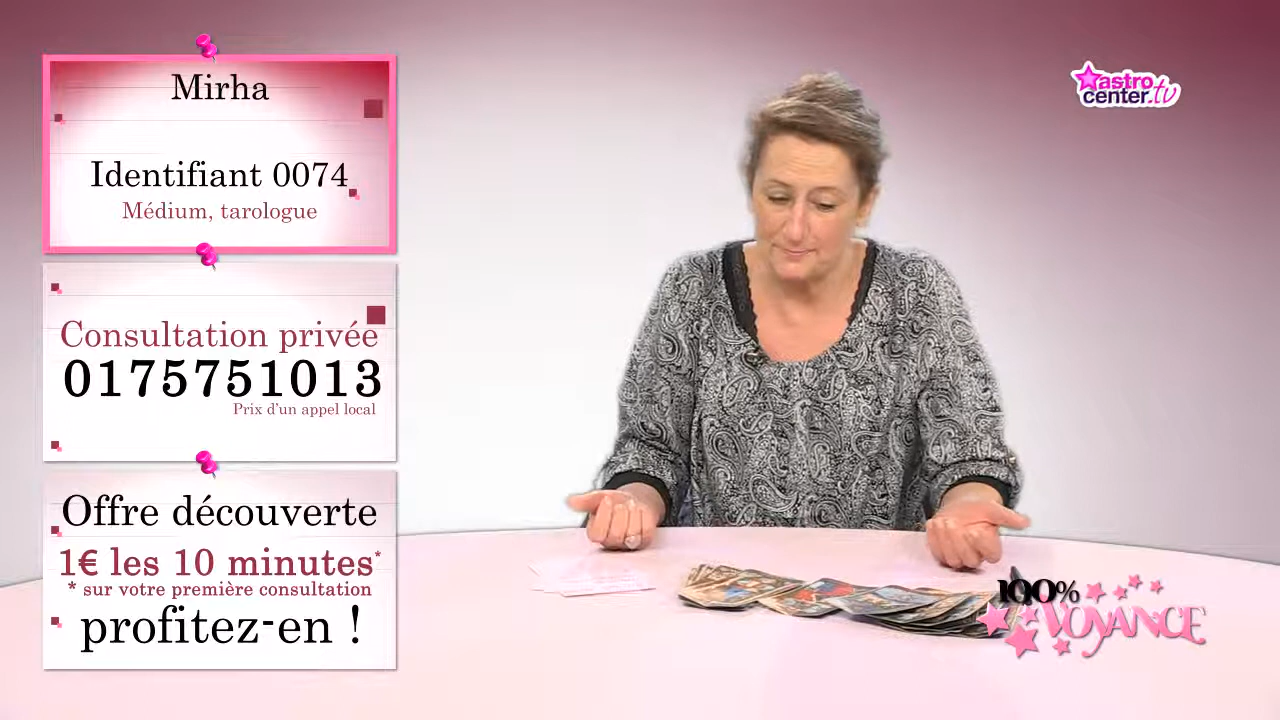 Mirha
Identifiant 0074
Médium, tarologue
Consultation privée
0175751013
Prix d'un appel local
Offre découverte
1€ les 10 minutes*
* sur votre première consultation
profitez-en !
astro
center.tv
100%
VOYANCE